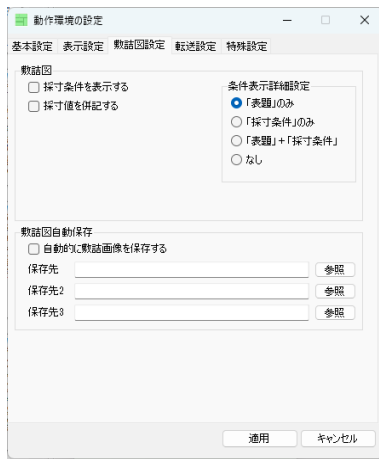 動作環境の設定
基本設定 表示設定 敷詰図設定 転送設定 特殊設定
敷詰図
採寸条件を表示する
採寸値を併記する
条件表示詳細設定
「表題」のみ
「採寸条件」のみ
「表題」+「採寸条件」
なし
敷詰図自動保存
自動的に敷詰画像を保存する
保存先 参照
保存先2 参照
保存先3 参照
適用 キャンセル